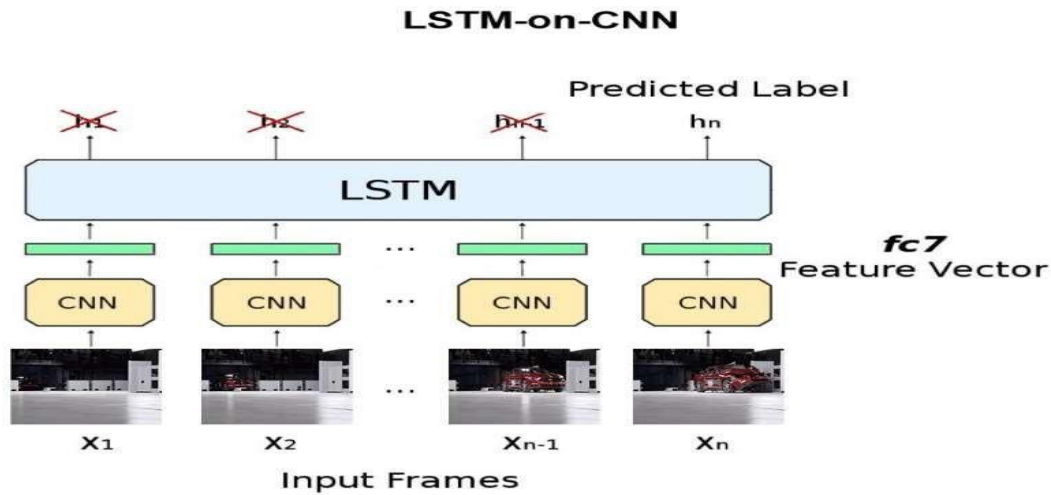 LSTM-on-CNN
Predicted Label
h1 h2 hn-1 hn
LSTM
... fc7
Feature Vector
CNN CNN ... CNN CNN
...
x1 x2 xn-1 xn
Input Frames